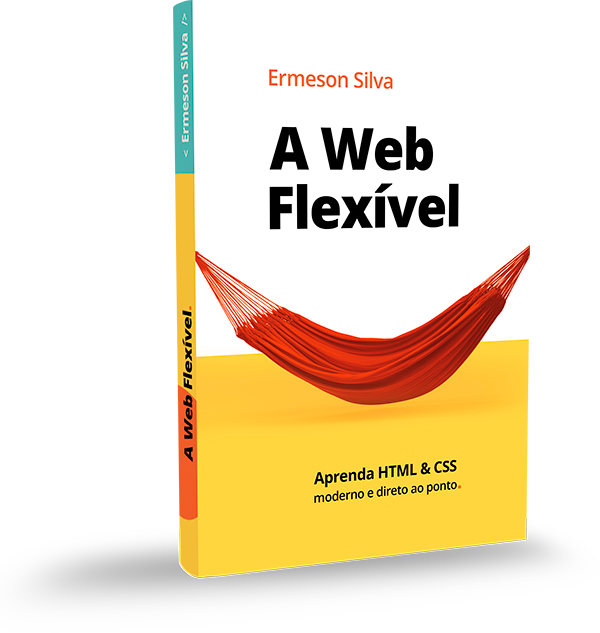 Ermeson Silva
A Web
Flexível
Aprenda HTML & CSS
moderno e direto ao ponto.
< Ermeson Silva />
A Web Flexível.